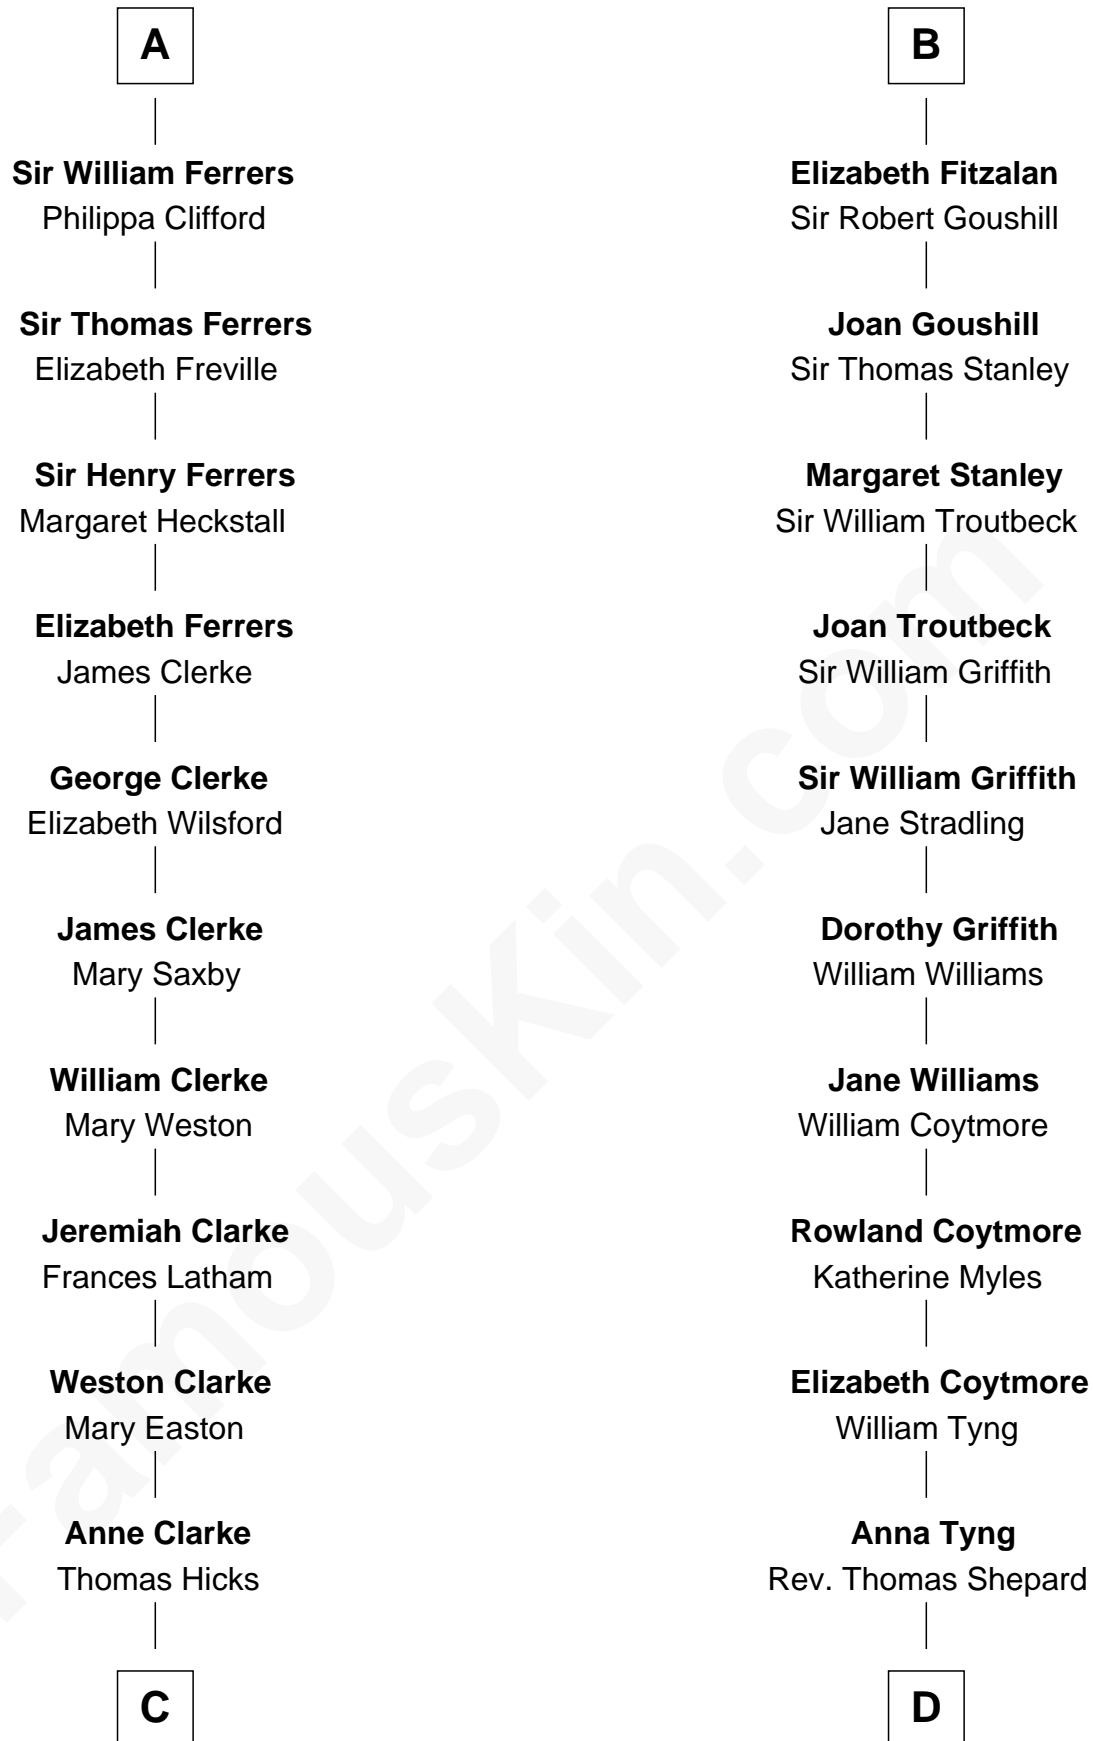 A
Sir William Ferrers
Philippa Clifford
Sir Thomas Ferrers
Elizabeth Freville
Sir Henry Ferrers
Margaret Heckstall
Elizabeth Ferrers
James Clerke
George Clerke
Elizabeth Wilsford
James Clerke
Mary Saxby
William Clerke
Mary Weston
Jeremiah Clarke
Frances Latham
Weston Clarke
Mary Easton
Anne Clarke
Thomas Hicks
C
B
Elizabeth Fitzalan
Sir Robert Goushill
Joan Goushill
Sir Thomas Stanley
Margaret Stanley
Sir William Troutbeck
Joan Troutbeck
Sir William Griffith
Sir William Griffith
Jane Stradling
Dorothy Griffith
William Williams
Jane Williams
William Coytmore
Rowland Coytmore
Katherine Myles
Elizabeth Coytmore
William Tyng
Anna Tyng
Rev. Thomas Shepard
D
FamousKin.com